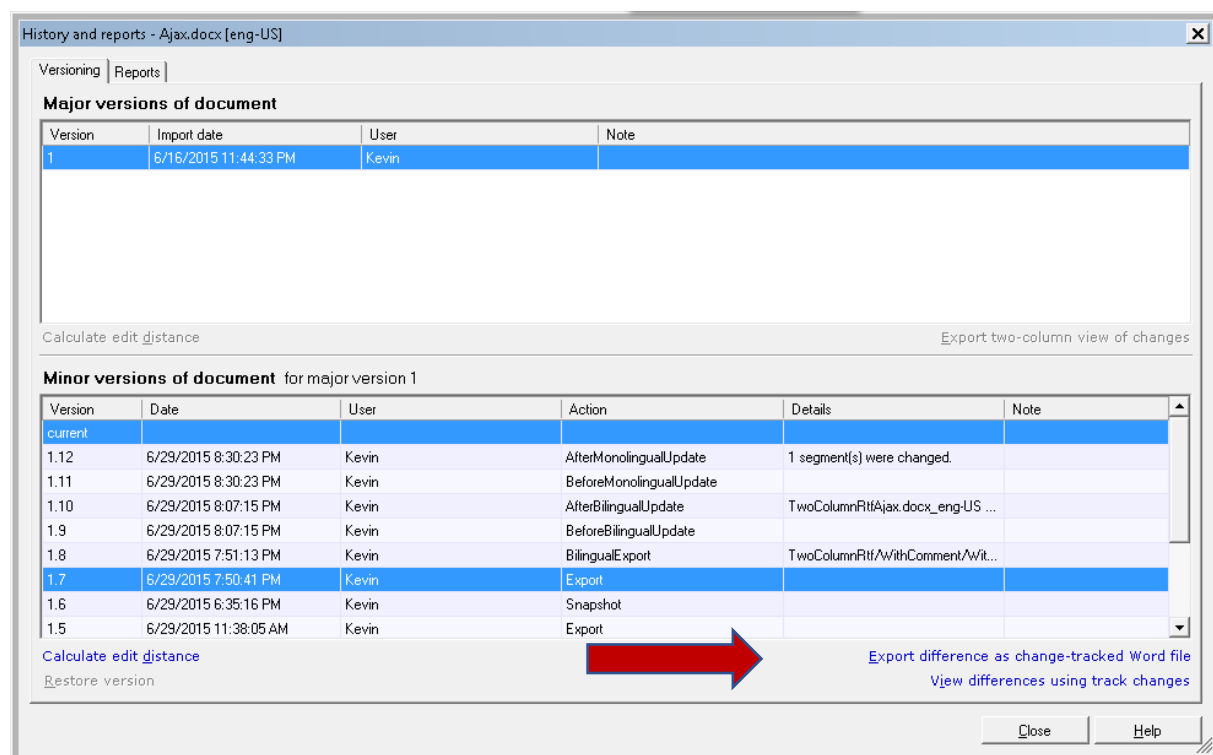 History and reports - Ajax.docx [eng-US]
Versioning Reports
Major versions of document
Version Import date User Note
1 6/16/2015 11:44:33 PM Kevin
Calculate edit distance Export two-column view of changes
Minor versions of document for major version 1
Version Date User Action Details Note
current
1.12 6/29/2015 8:30:23 PM Kevin AfterMonolingualUpdate 1 segment(s) were changed.
1.11 6/29/2015 8:30:23 PM Kevin BeforeMonolingualUpdate
1.10 6/29/2015 8:07:15 PM Kevin AfterBilingualUpdate TwoColumnRtfAjax.docx_eng-US ...
1.9 6/29/2015 8:07:15 PM Kevin BeforeBilingualUpdate
1.8 6/29/2015 7:51:13 PM Kevin BilingualExport TwoColumnRtf/WithComment/Wit...
1.7 6/29/2015 7:50:41 PM Kevin Export
1.6 6/29/2015 6:35:16 PM Kevin Snapshot
1.5 6/29/2015 11:38:05 AM Kevin Export
Calculate edit distance Export difference as change-tracked Word file
Restore version View differences using track changes
Close Help